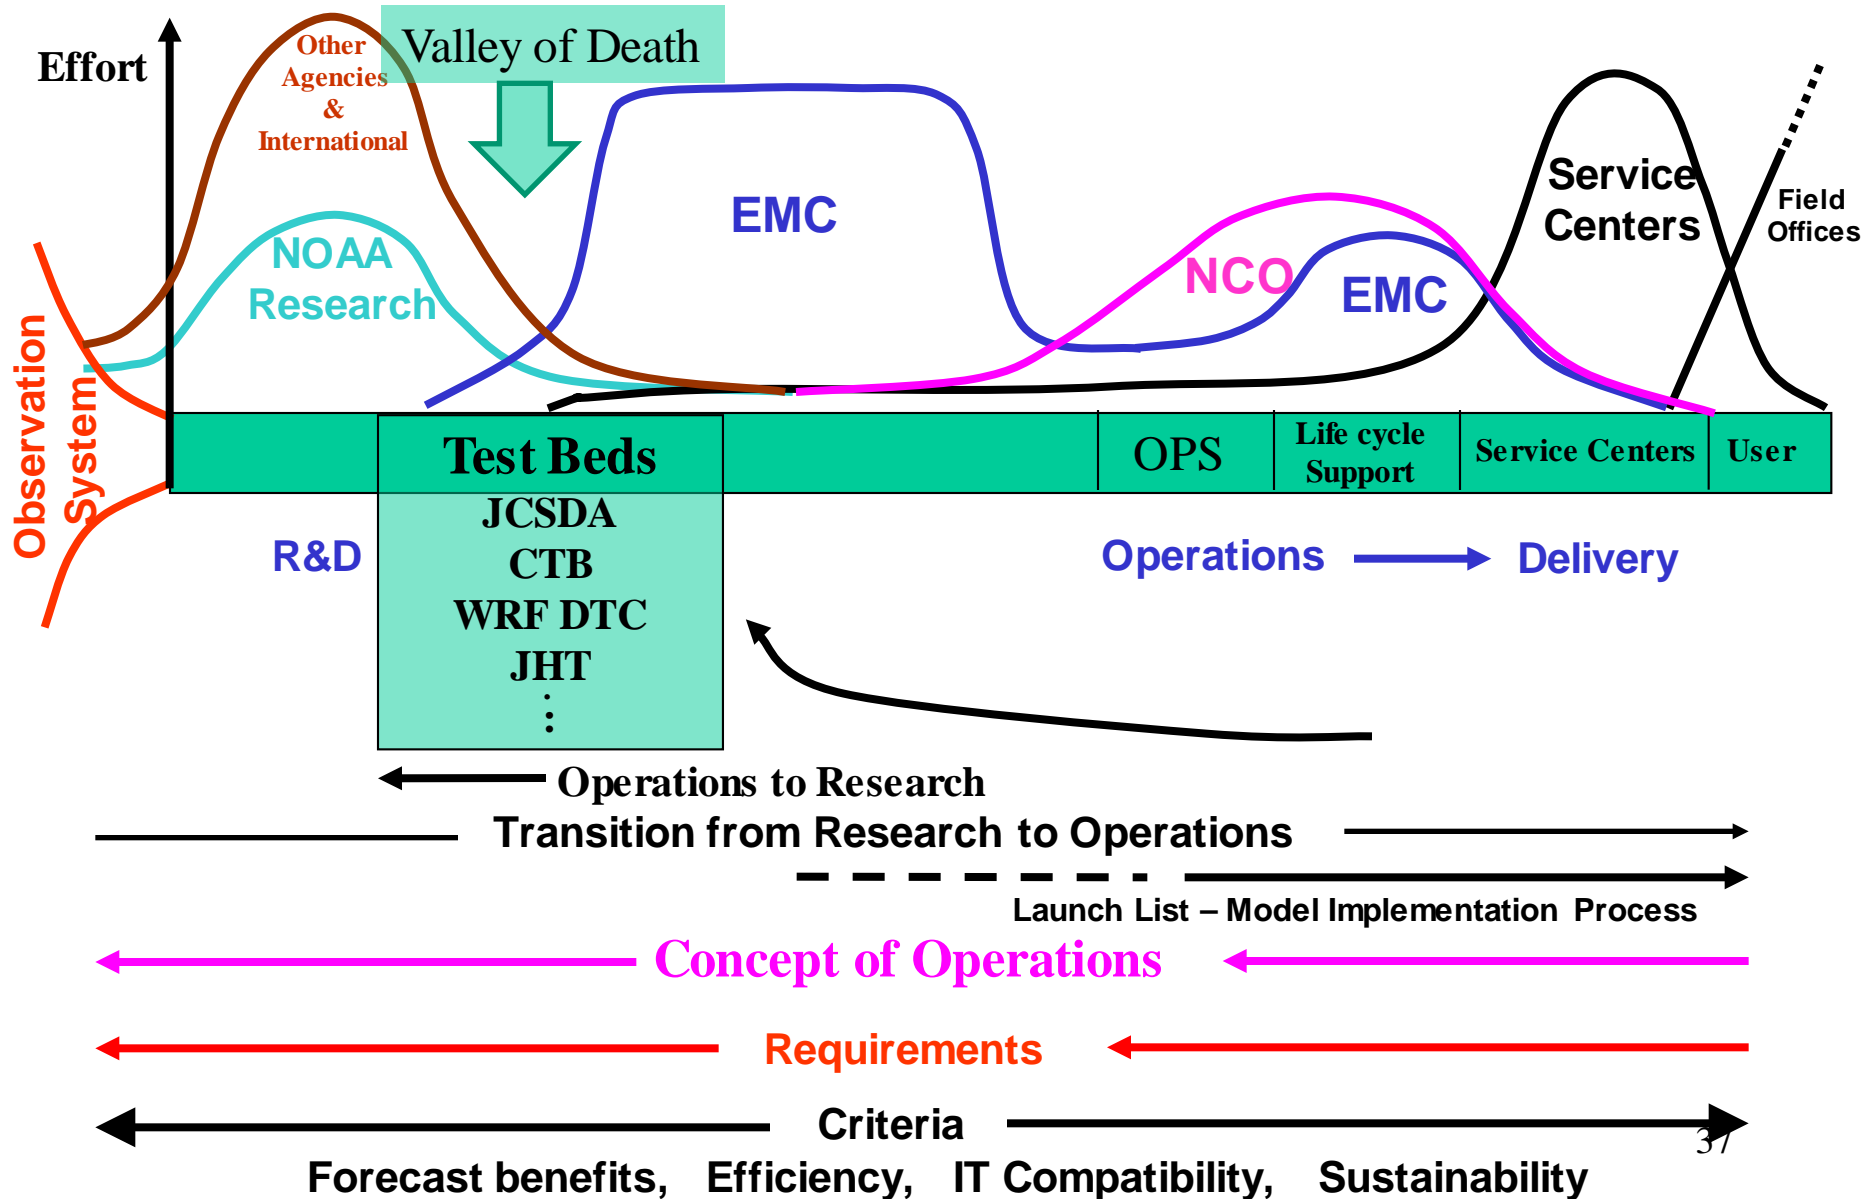 Effort
Other
Agencies
&
International
Valley of Death
NOAA
Research
EMC
NCO
EMC
Service
Centers
Field
Offices
Observation
System
Test Beds
OPS
Life cycle
Support
Service Centers
User
JCSDA
CTB
WRF DTC
JHT
⋮
R&D
Operations
Delivery
Operations to Research
Transition from Research to Operations
Launch List – Model Implementation Process
Concept of Operations
Requirements
Criteria
37
Forecast benefits, Efficiency, IT Compatibility, Sustainability